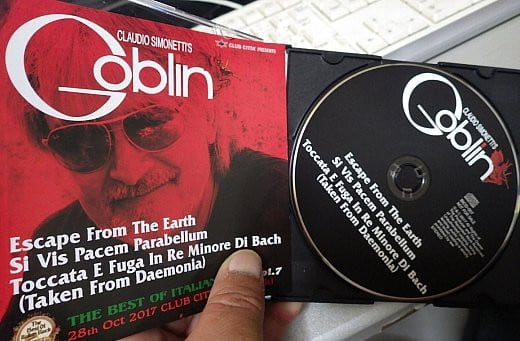 CLAUDIO SIMONETTI'S
Goblin
CLUB CITTA' PRESENTS
Escape From The Earth
Si Vis Pacem Parabellum
Toccata E Fuga In Re Minore Di Bach
(Taken From Daemonia)
THE BEST OF ITALIAN
28th Oct 2017 CLUB CIT
CLAUDIO SIMONETTI'S
Goblin
Escape From The Earth
Si Vis Pacem Parabellum
Toccata E Fuga In Re Minore Di Bach
(Taken From Daemonia)